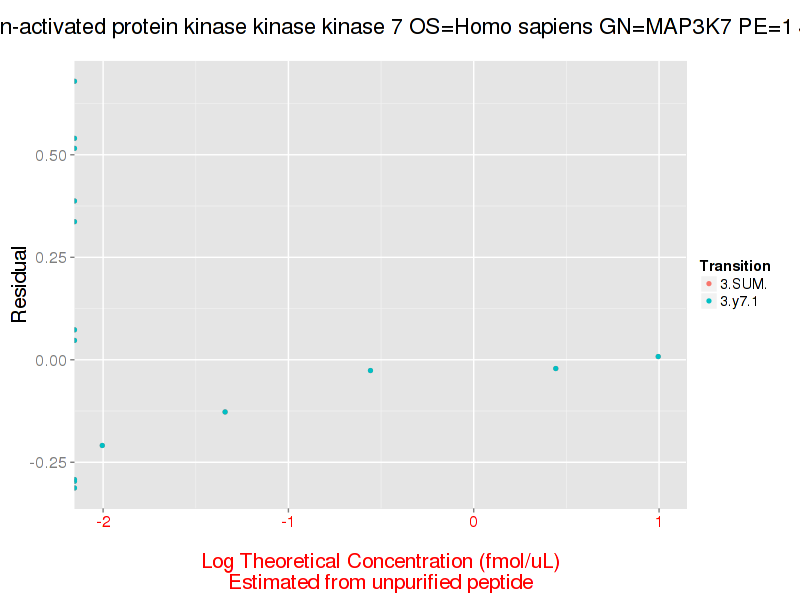 n-activated protein kinase kinase kinase 7 OS=Homo sapiens GN=MAP3K7 PE=1
0.50
0.25
0.00
-0.25
Residual
-2 -1 0 1
Log Theoretical Concentration (fmol/uL)
Estimated from unpurified peptide
Transition
3.SUM.
3.y7.1